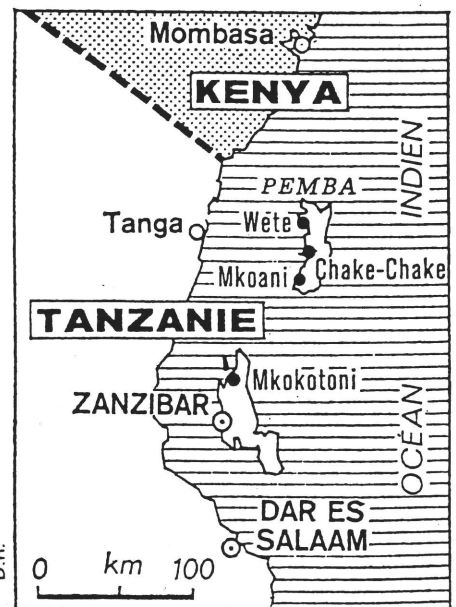 Mombasa
KENYA
INDIEN
PEMBA
Tanga
Wete
Chake-Chake
Mkoani
TANZANIE
Mkokotoni
ZANZIBAR
OCÉAN
DAR ES
SALAAM
0 km 100